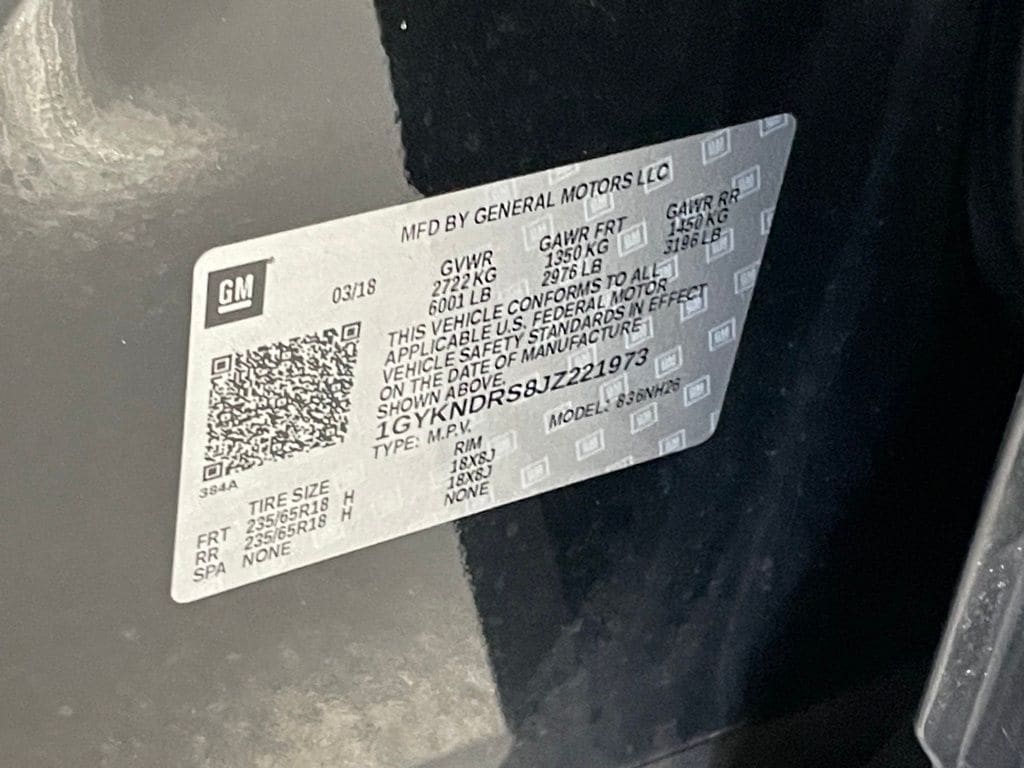 MFD BY GENERAL MOTORS LLC
GM
03/18
GVWR GAWR FRT GAWR RR
2722 KG 1350 KG 1450 KG
6001 LB 2976 LB 3196 LB
THIS VEHICLE CONFORMS TO ALL
APPLICABLE U.S. FEDERAL MOTOR
VEHICLE SAFETY STANDARDS IN EFFECT
ON THE DATE OF MANUFACTURE
SHOWN ABOVE.
1GYKNDRS8JZ221973
TYPE: M.P.V. MODEL: 836NH26
384A
TIRE SIZE RIM
FRT 235/65R18 H 18X8J
RR 235/65R18 H 18X8J
SPA NONE NONE